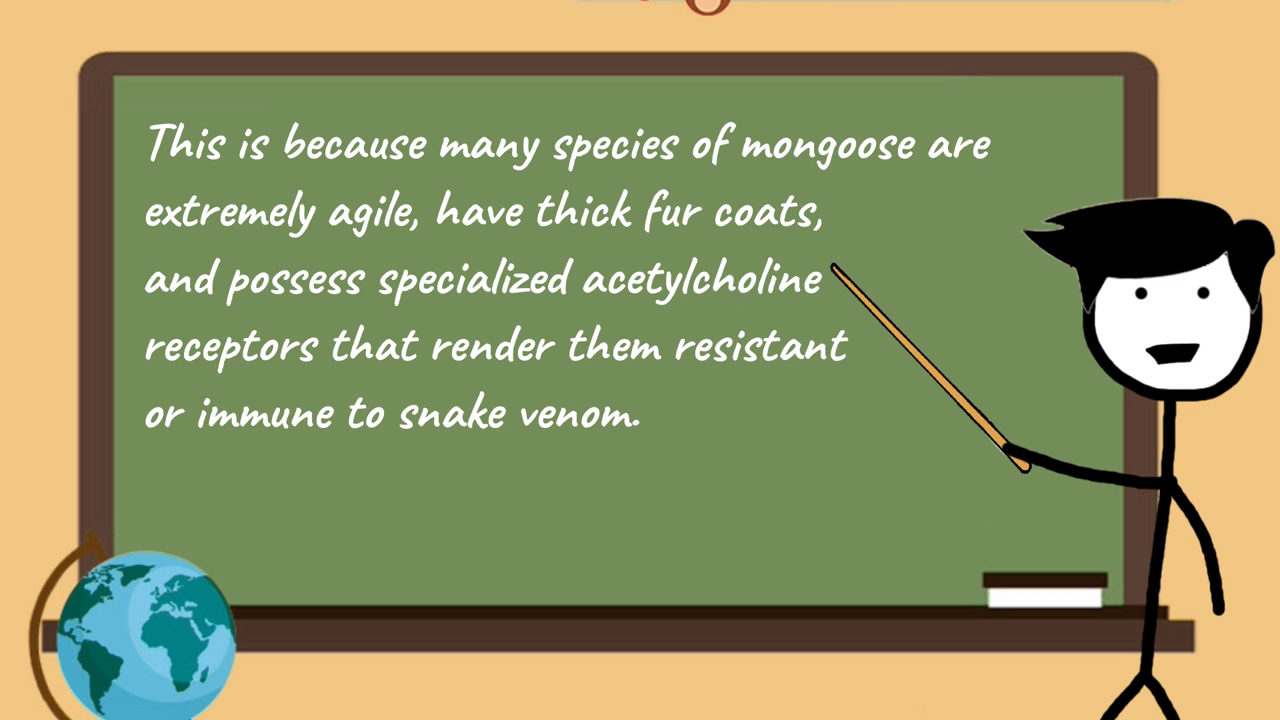 This is because many species of mongoose are
extremely agile, have thick fur coats,
and possess specialized acetylcholine
receptors that render them resistant
or immune to snake venom.